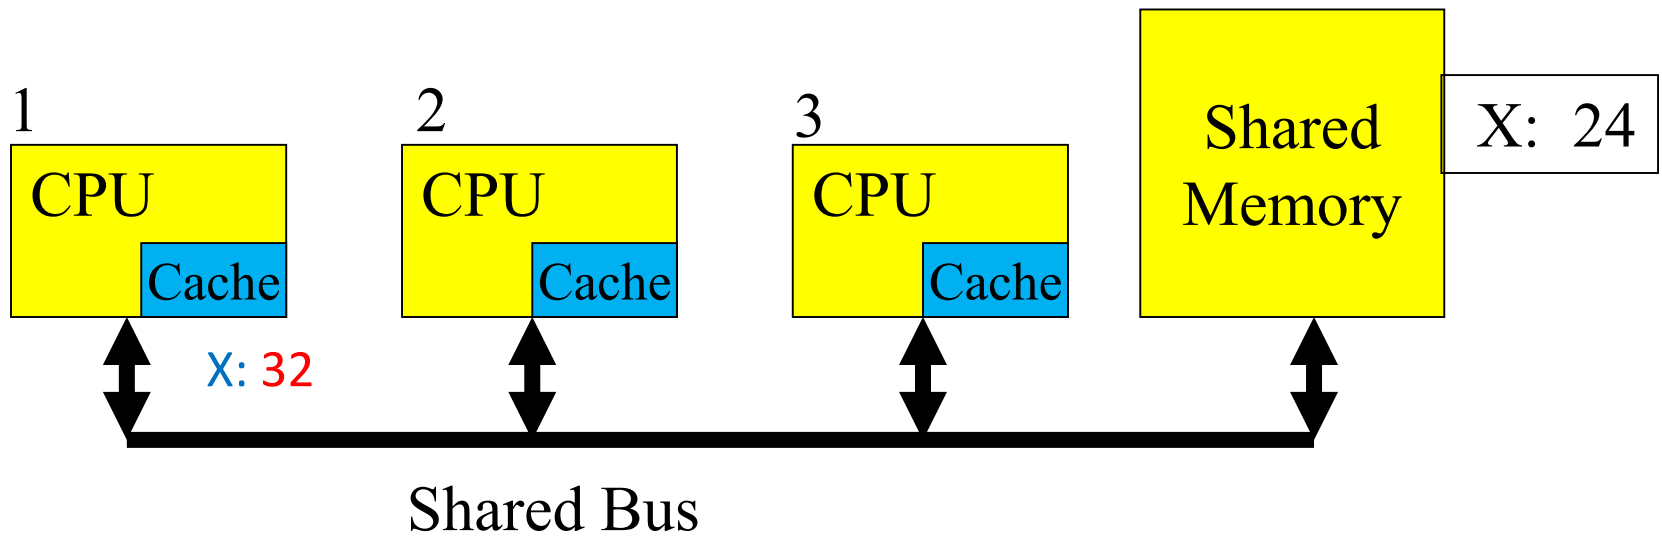 1
CPU
Cache
X: 32
2
CPU
Cache
3
CPU
Cache
Shared
Memory
X: 24
Shared Bus